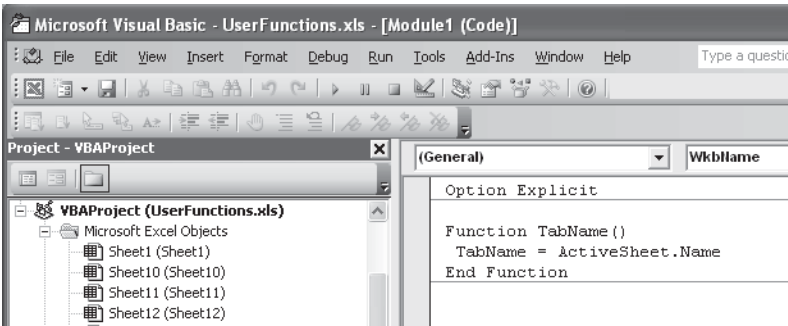 Microsoft Visual Basic - UserFunctions.xls - [Module1 (Code)]
File Edit View Insert Format Debug Run Tools Add-Ins Window Help
Type a questio
Project - VBAProject
(General)
WkbName
VBAProject (UserFunctions.xls)
Microsoft Excel Objects
Sheet1 (Sheet1)
Sheet10 (Sheet10)
Sheet11 (Sheet11)
Sheet12 (Sheet12)
Option Explicit
Function TabName()
TabName = ActiveSheet.Name
End Function